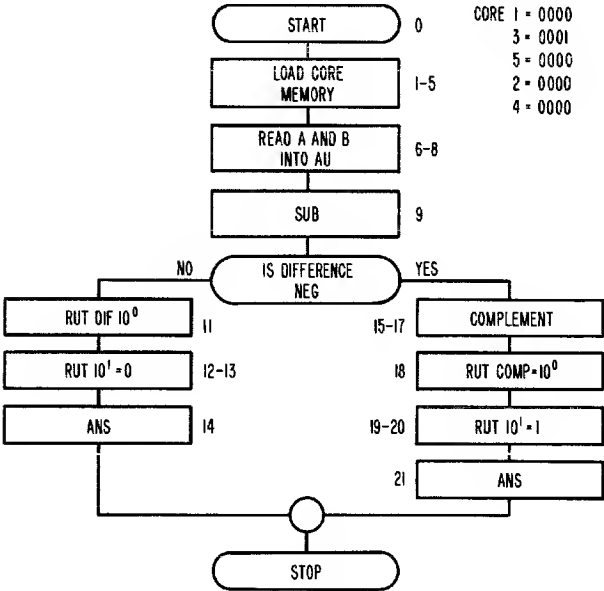 START
0
CORE 1 = 0000
3 = 0001
5 = 0000
2 = 0000
4 = 0000
LOAD CORE
MEMORY
1-5
READ A AND B
INTO AU
6-8
SUB
9
NO
IS DIFFERENCE
NEG
YES
RUT DIF 10⁰
11
15-17
COMPLEMENT
RUT 10¹ = 0
12-13
18
RUT COMP=10⁰
ANS
14
19-20
RUT 10¹ = 1
21
ANS
STOP